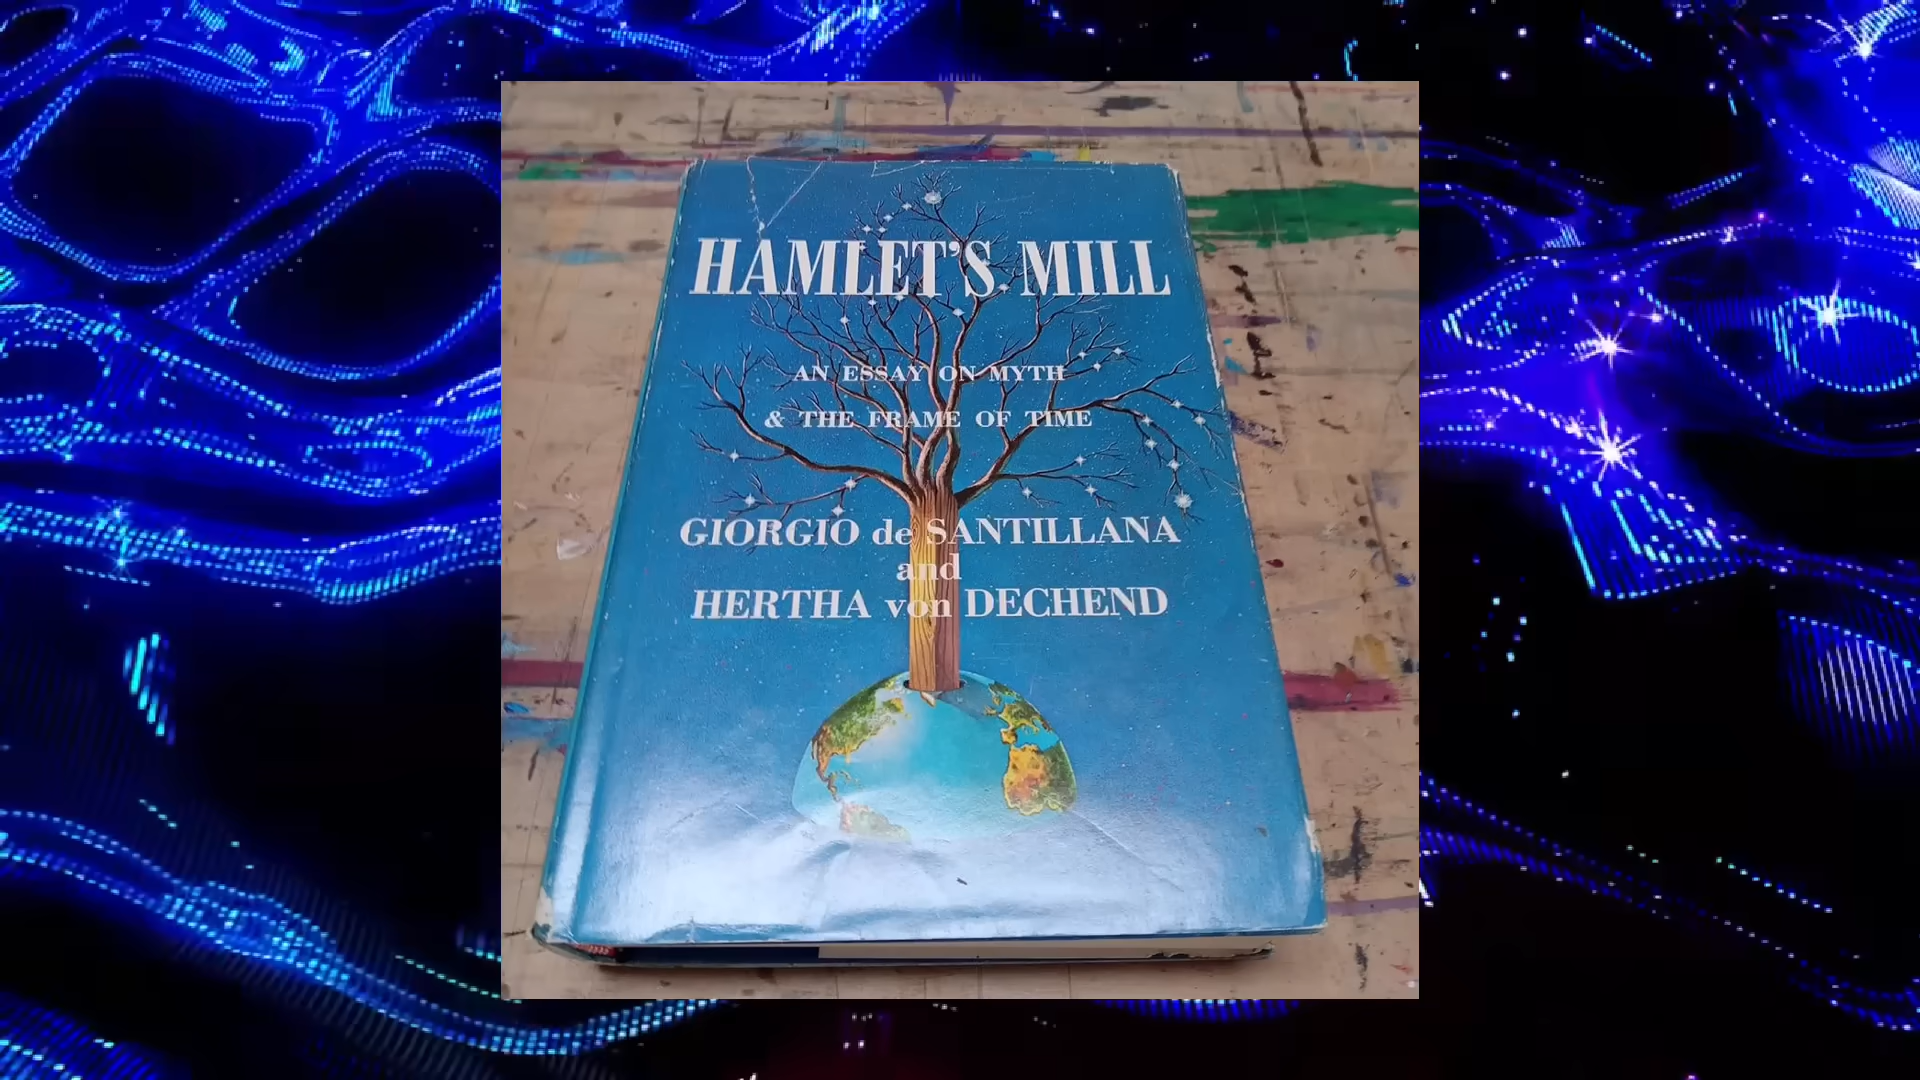 HAMLET'S MILL
AN ESSAY ON MYTH
& THE FRAME OF TIME
GIORGIO de SANTILLANA
and
HERTHA von DECHEND